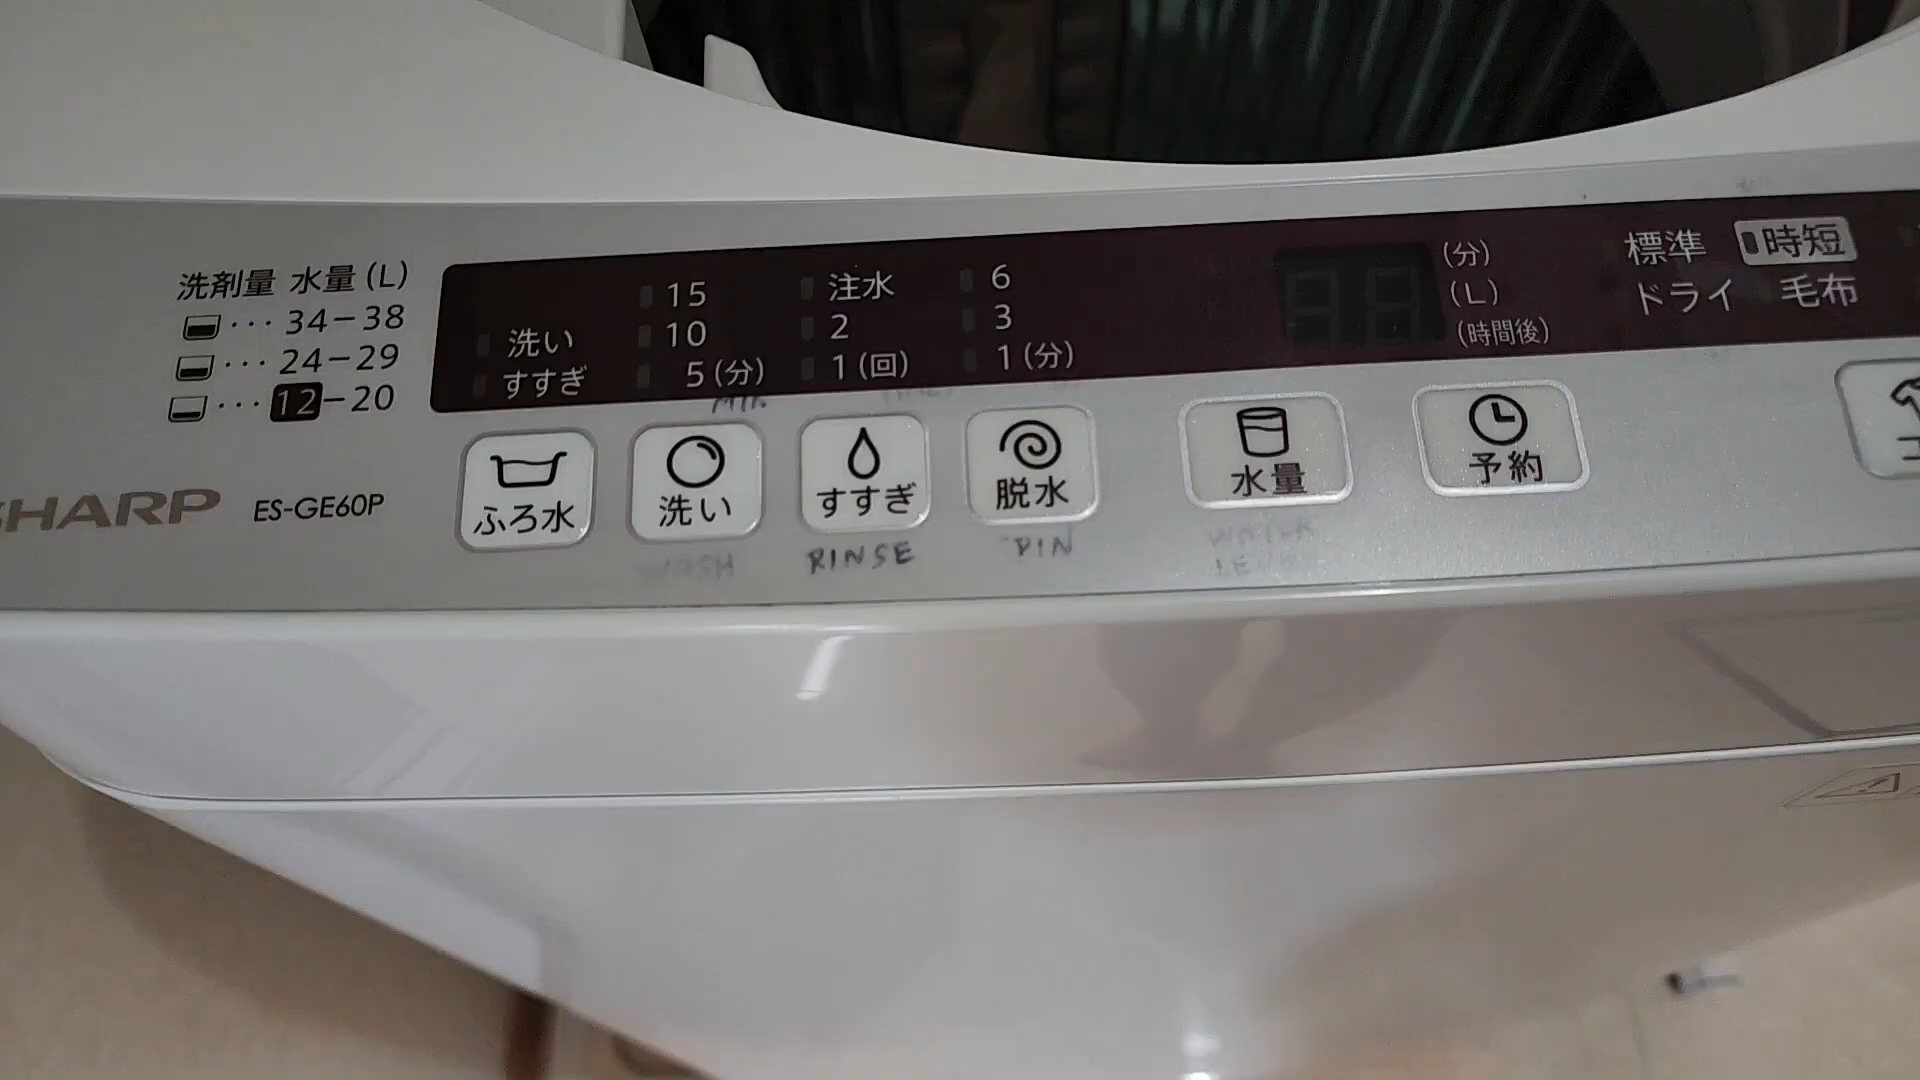 洗剤量 水量(L)
･･･34-38
･･･24-29
･･･12-20
SHARP ES-GE60P
洗い
すすぎ
15
10
5(分)
注水
2
1(回)
6
3
1(分)
(分)
(L)
(時間後)
標準 時短
ドライ 毛布
ふろ水
洗い
すすぎ
脱水
水量
予約
RINSE